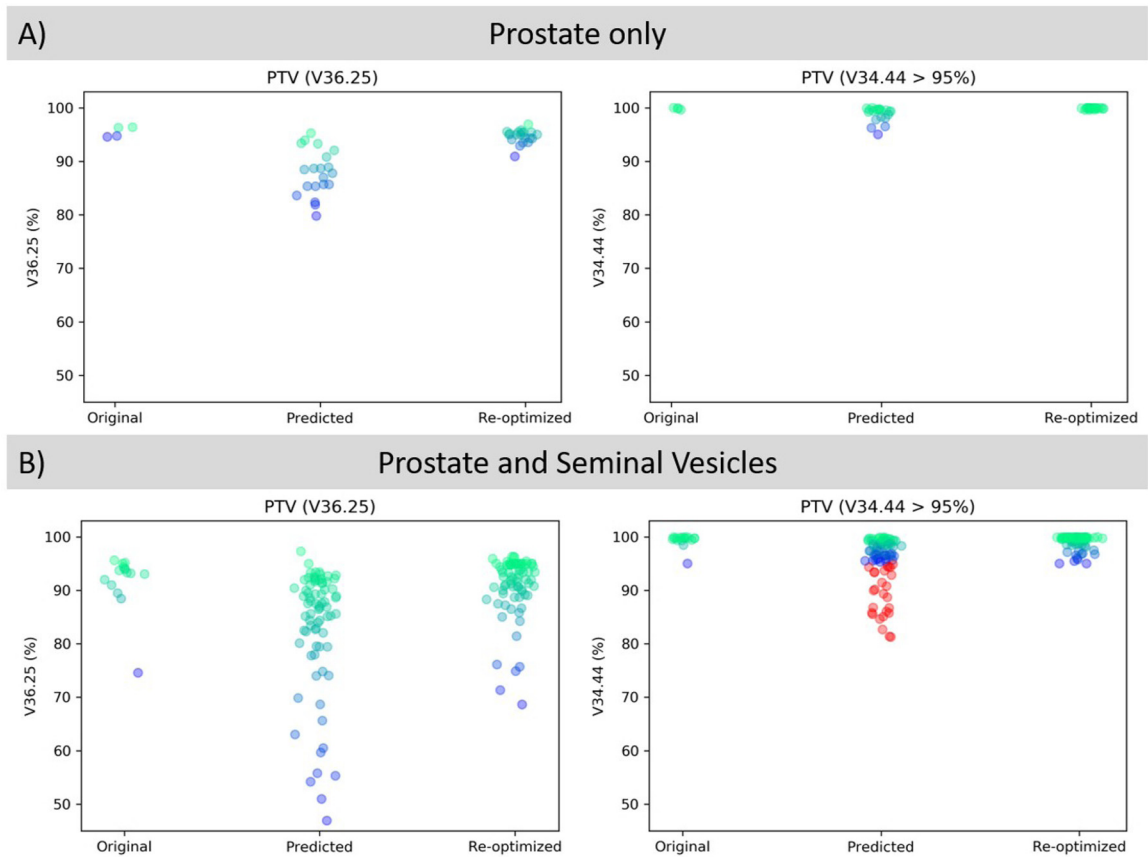 A) Prostate only
PTV (V36.25)
V36.25 (%)
100
90
80
70
60
50
Original Predicted Re-optimized
PTV (V34.44 > 95%)
V34.44 (%)
100
90
80
70
60
50
Original Predicted Re-optimized
B) Prostate and Seminal Vesicles
PTV (V36.25)
V36.25 (%)
100
90
80
70
60
50
Original Predicted Re-optimized
PTV (V34.44 > 95%)
V34.44 (%)
100
90
80
70
60
50
Original Predicted Re-optimized